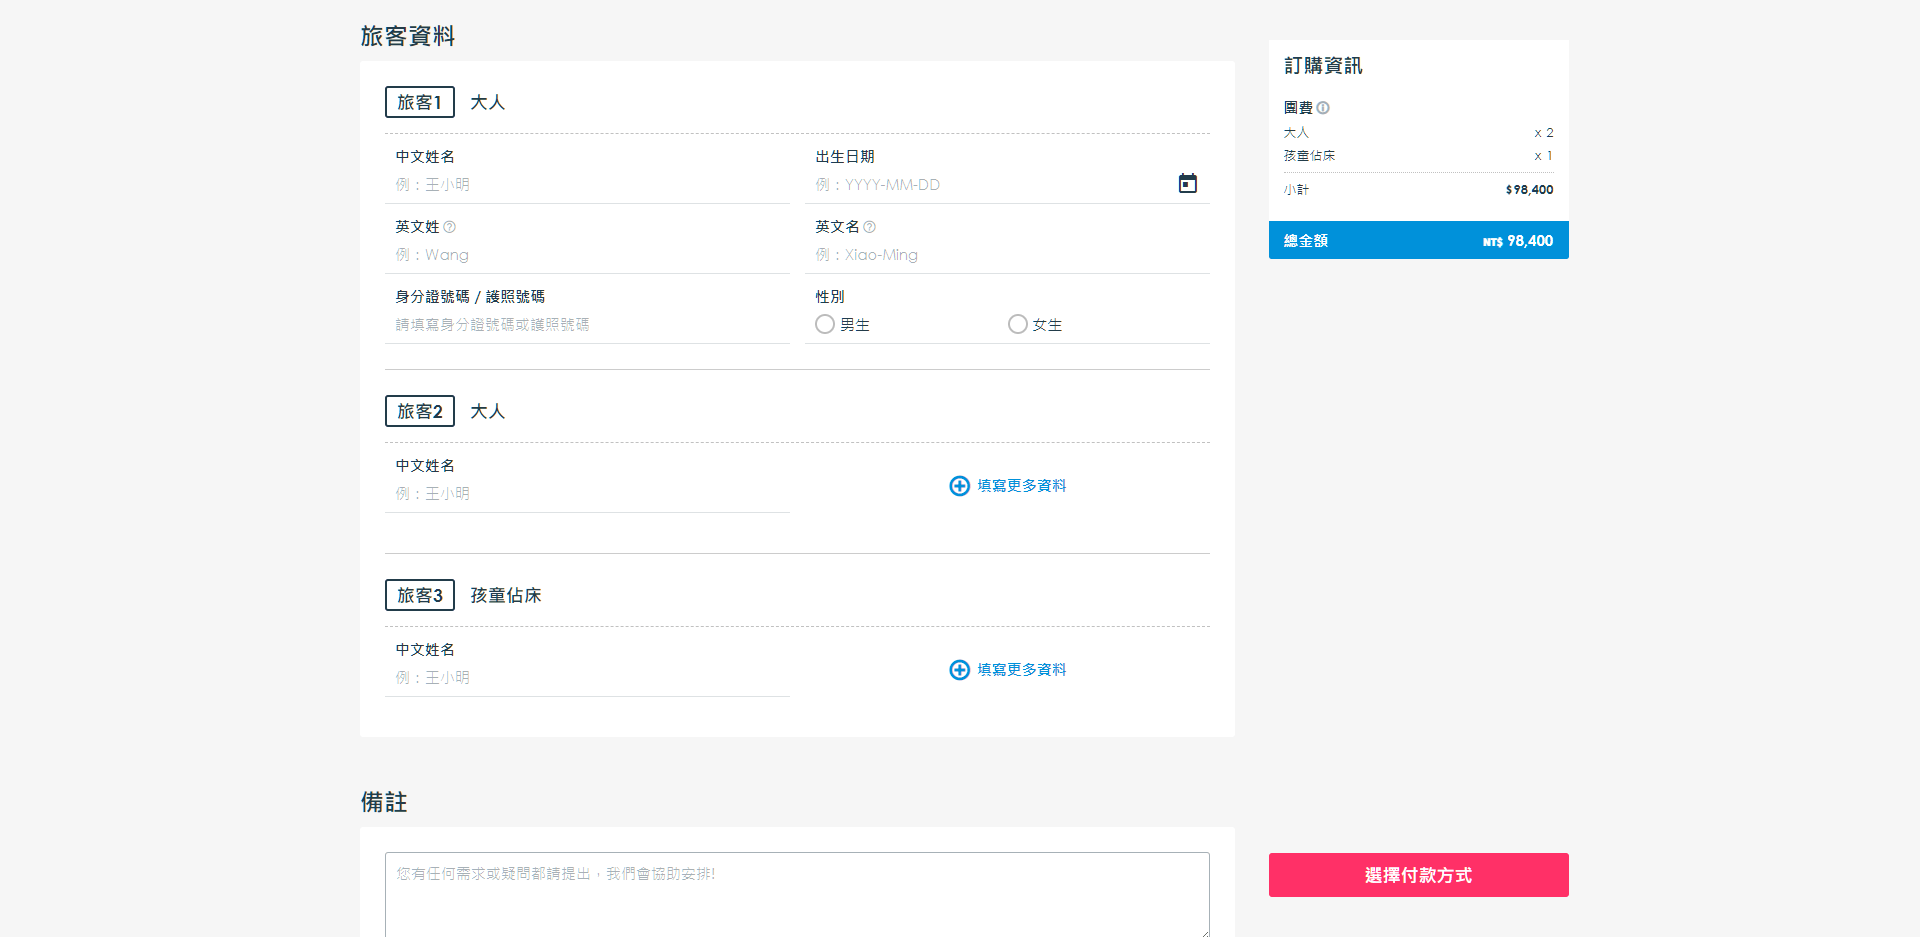 旅客資料
旅客1 大人
中文姓名
例：王小明
出生日期
例：YYYY-MM-DD
英文姓
例：Wang
英文名
例：Xiao-Ming
身分證號碼 / 護照號碼
請填寫身分證號碼或護照號碼
性別
男生 女生
旅客2 大人
中文姓名
例：王小明
填寫更多資料
旅客3 孩童佔床
中文姓名
例：王小明
填寫更多資料
備註
您有任何需求或疑問都請提出，我們會協助安排!
訂購資訊
團費
大人 x 2
孩童佔床 x 1
小計 $98,400
總金額 NT$ 98,400
選擇付款方式